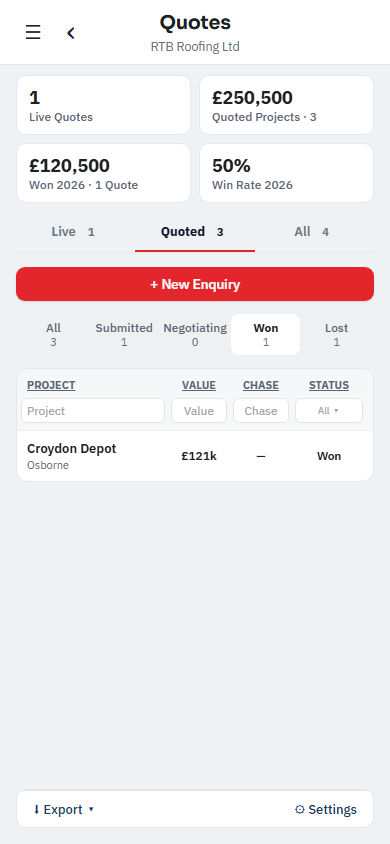 Quotes
RTB Roofing Ltd
1
Live Quotes
£250,500
Quoted Projects · 3
£120,500
Won 2026 · 1 Quote
50%
Win Rate 2026
Live 1
Quoted 3
All 4
+ New Enquiry
All
3
Submitted
1
Negotiating
0
Won
1
Lost
1
PROJECT VALUE CHASE STATUS
Project Value Chase All ▾
Croydon Depot £121k — Won
Osborne
⭳ Export ▾
⚙ Settings